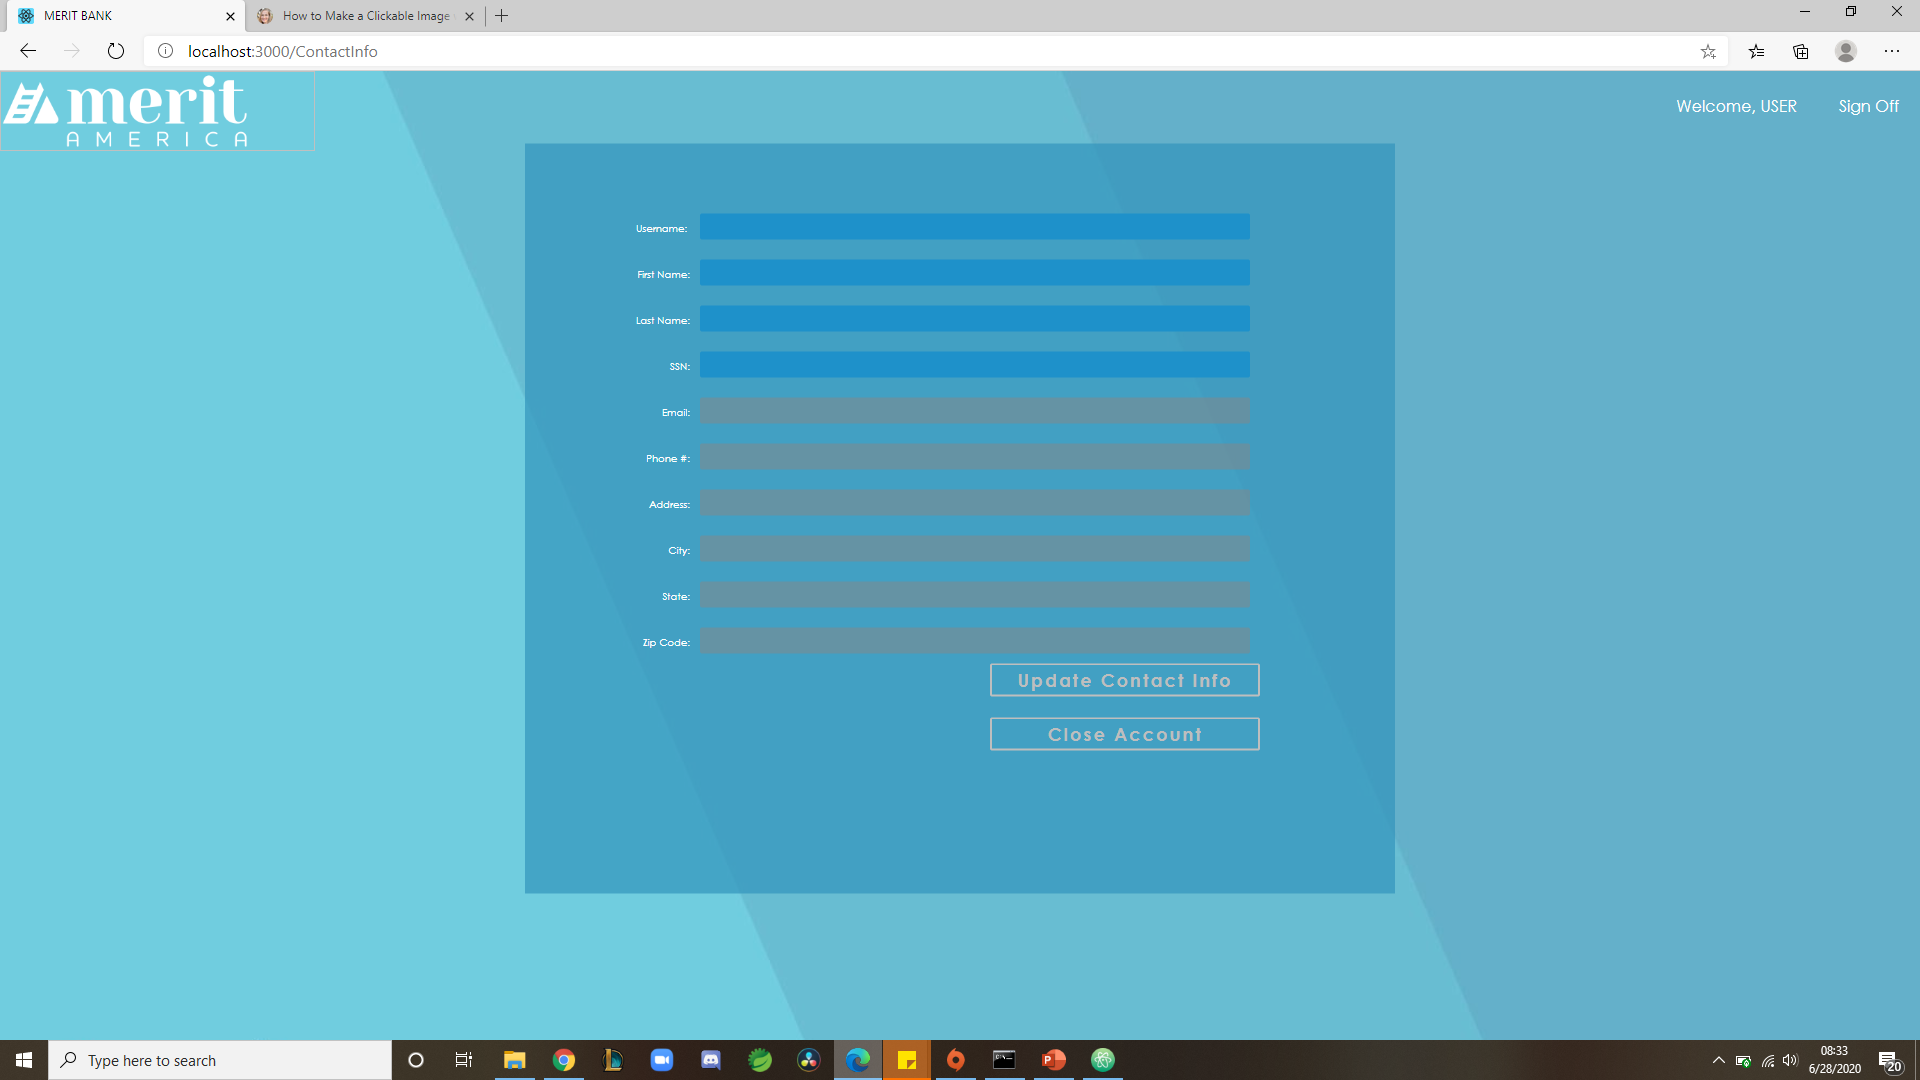 MERIT BANK
How to Make a Clickable Image
localhost:3000/ContactInfo
merit
AMERICA
Welcome, USER
Sign Off
Username:
First Name:
Last Name:
SSN:
Email:
Phone #:
Address:
City:
State:
Zip Code:
Update Contact Info
Close Account
Type here to search
08:33
6/28/2020
20